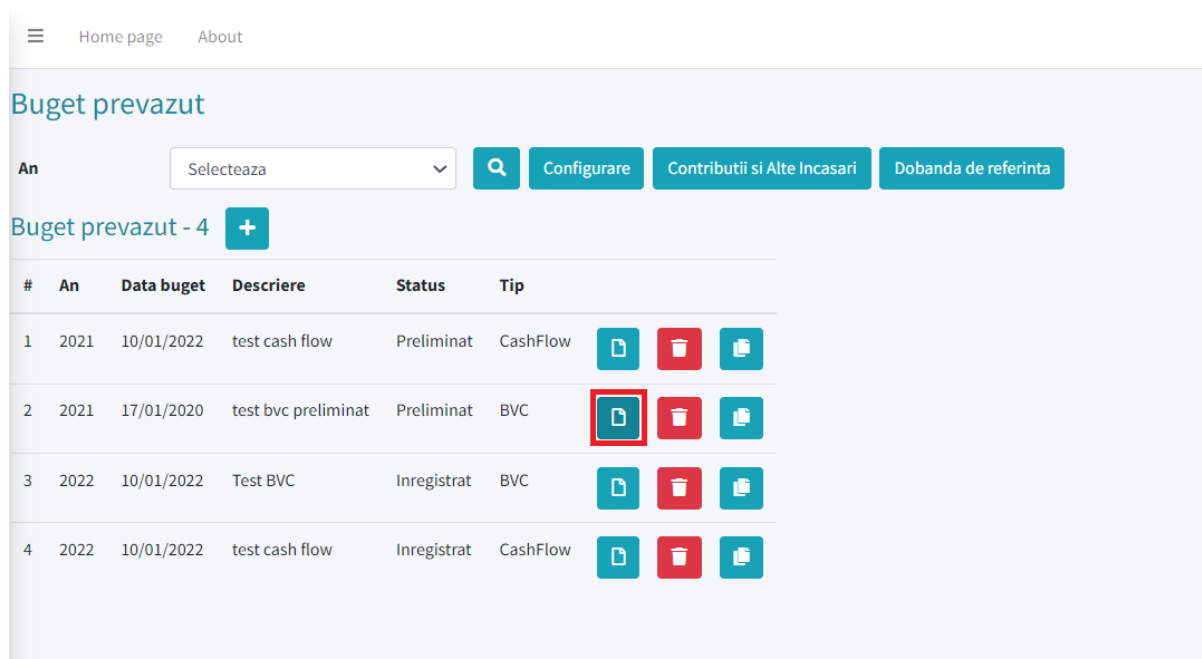 Home page About
Buget prevazut
An Selecteaza Configurare Contributii si Alte Incasari Dobanda de referinta
Buget prevazut - 4
# An Data buget Descriere Status Tip
1 2021 10/01/2022 test cash flow Preliminat CashFlow
2 2021 17/01/2020 test bvc preliminat Preliminat BVC
3 2022 10/01/2022 Test BVC Inregistrat BVC
4 2022 10/01/2022 test cash flow Inregistrat CashFlow